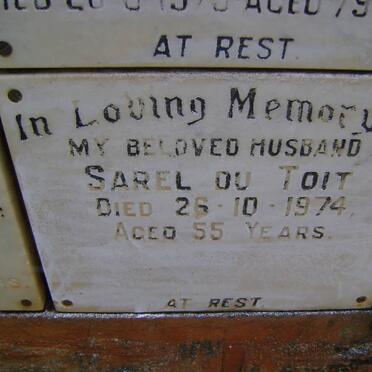 AT REST.
In Loving Memory
MY BELOVED HUSBAND
SAREL DU TOIT
DIED 26-10-1974.
AGED 55 YEARS.
AT REST.